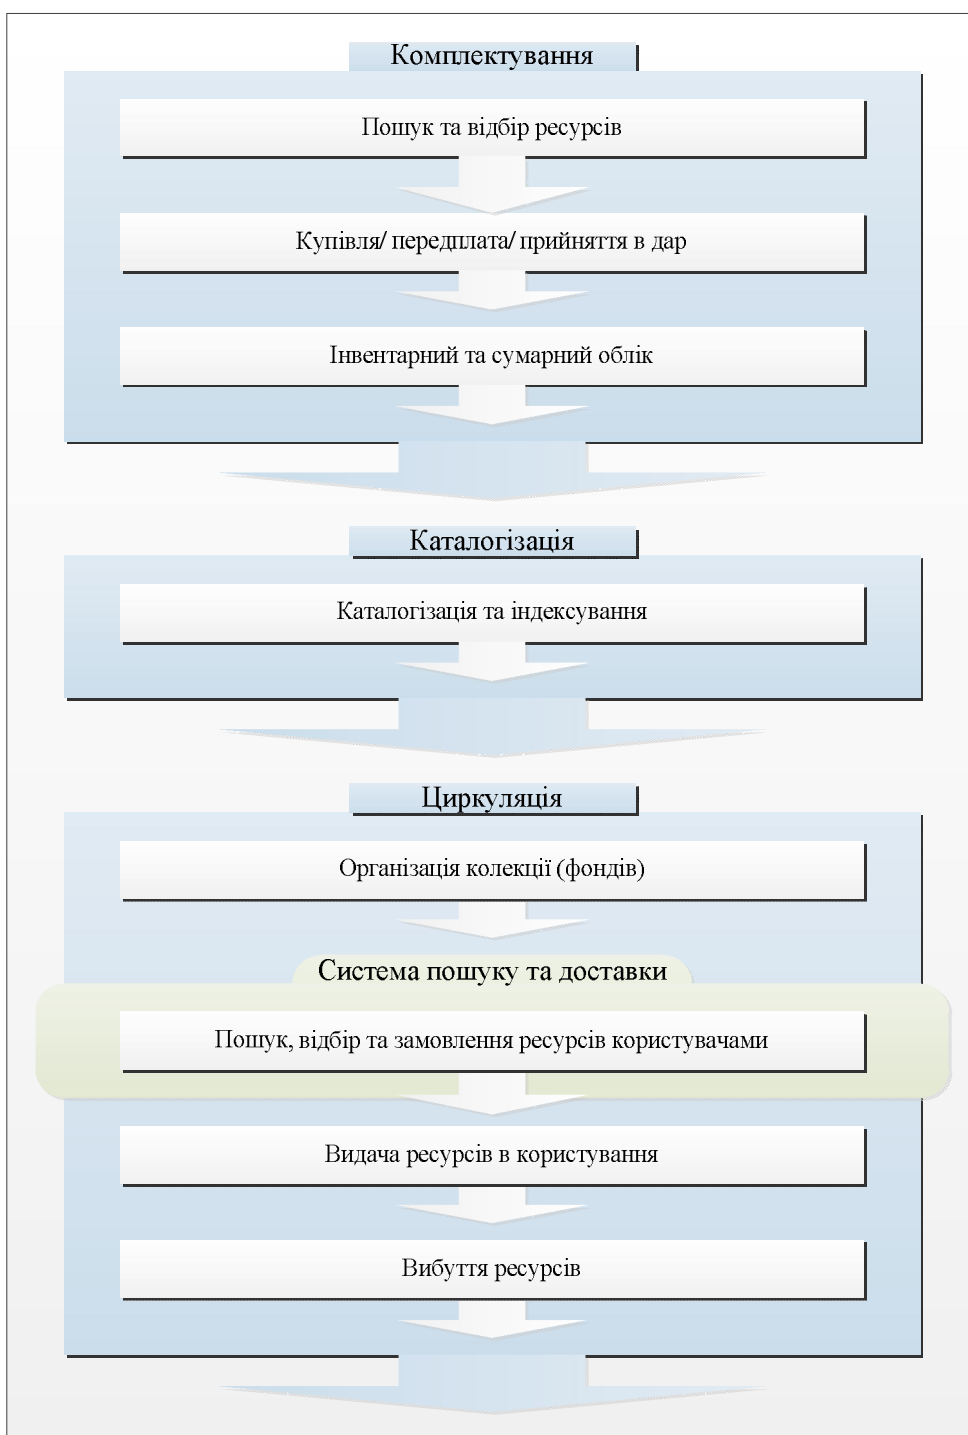 Комплектування
Пошук та відбір ресурсів
Купівля/ передплата/ прийняття в дар
Інвентарний та сумарний облік
Каталогізація
Каталогізація та індексування
Циркуляція
Організація колекції (фондів)
Система пошуку та доставки
Пошук, відбір та замовлення ресурсів користувачами
Видача ресурсів в користування
Вибуття ресурсів